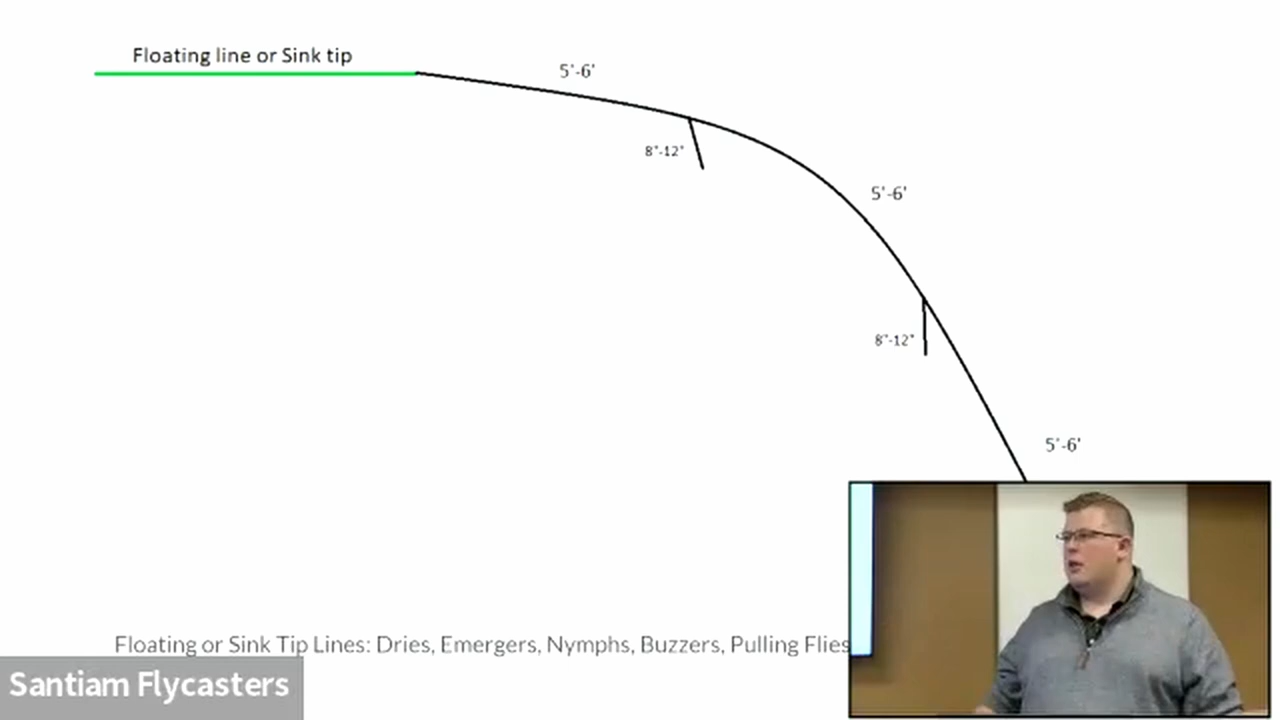 Floating line or Sink tip
5'-6'
8"-12"
5'-6'
8"-12"
5'-6'
Floating or Sink Tip Lines: Dries, Emergers, Nymphs, Buzzers, Pulling Flies
Santiam Flycasters